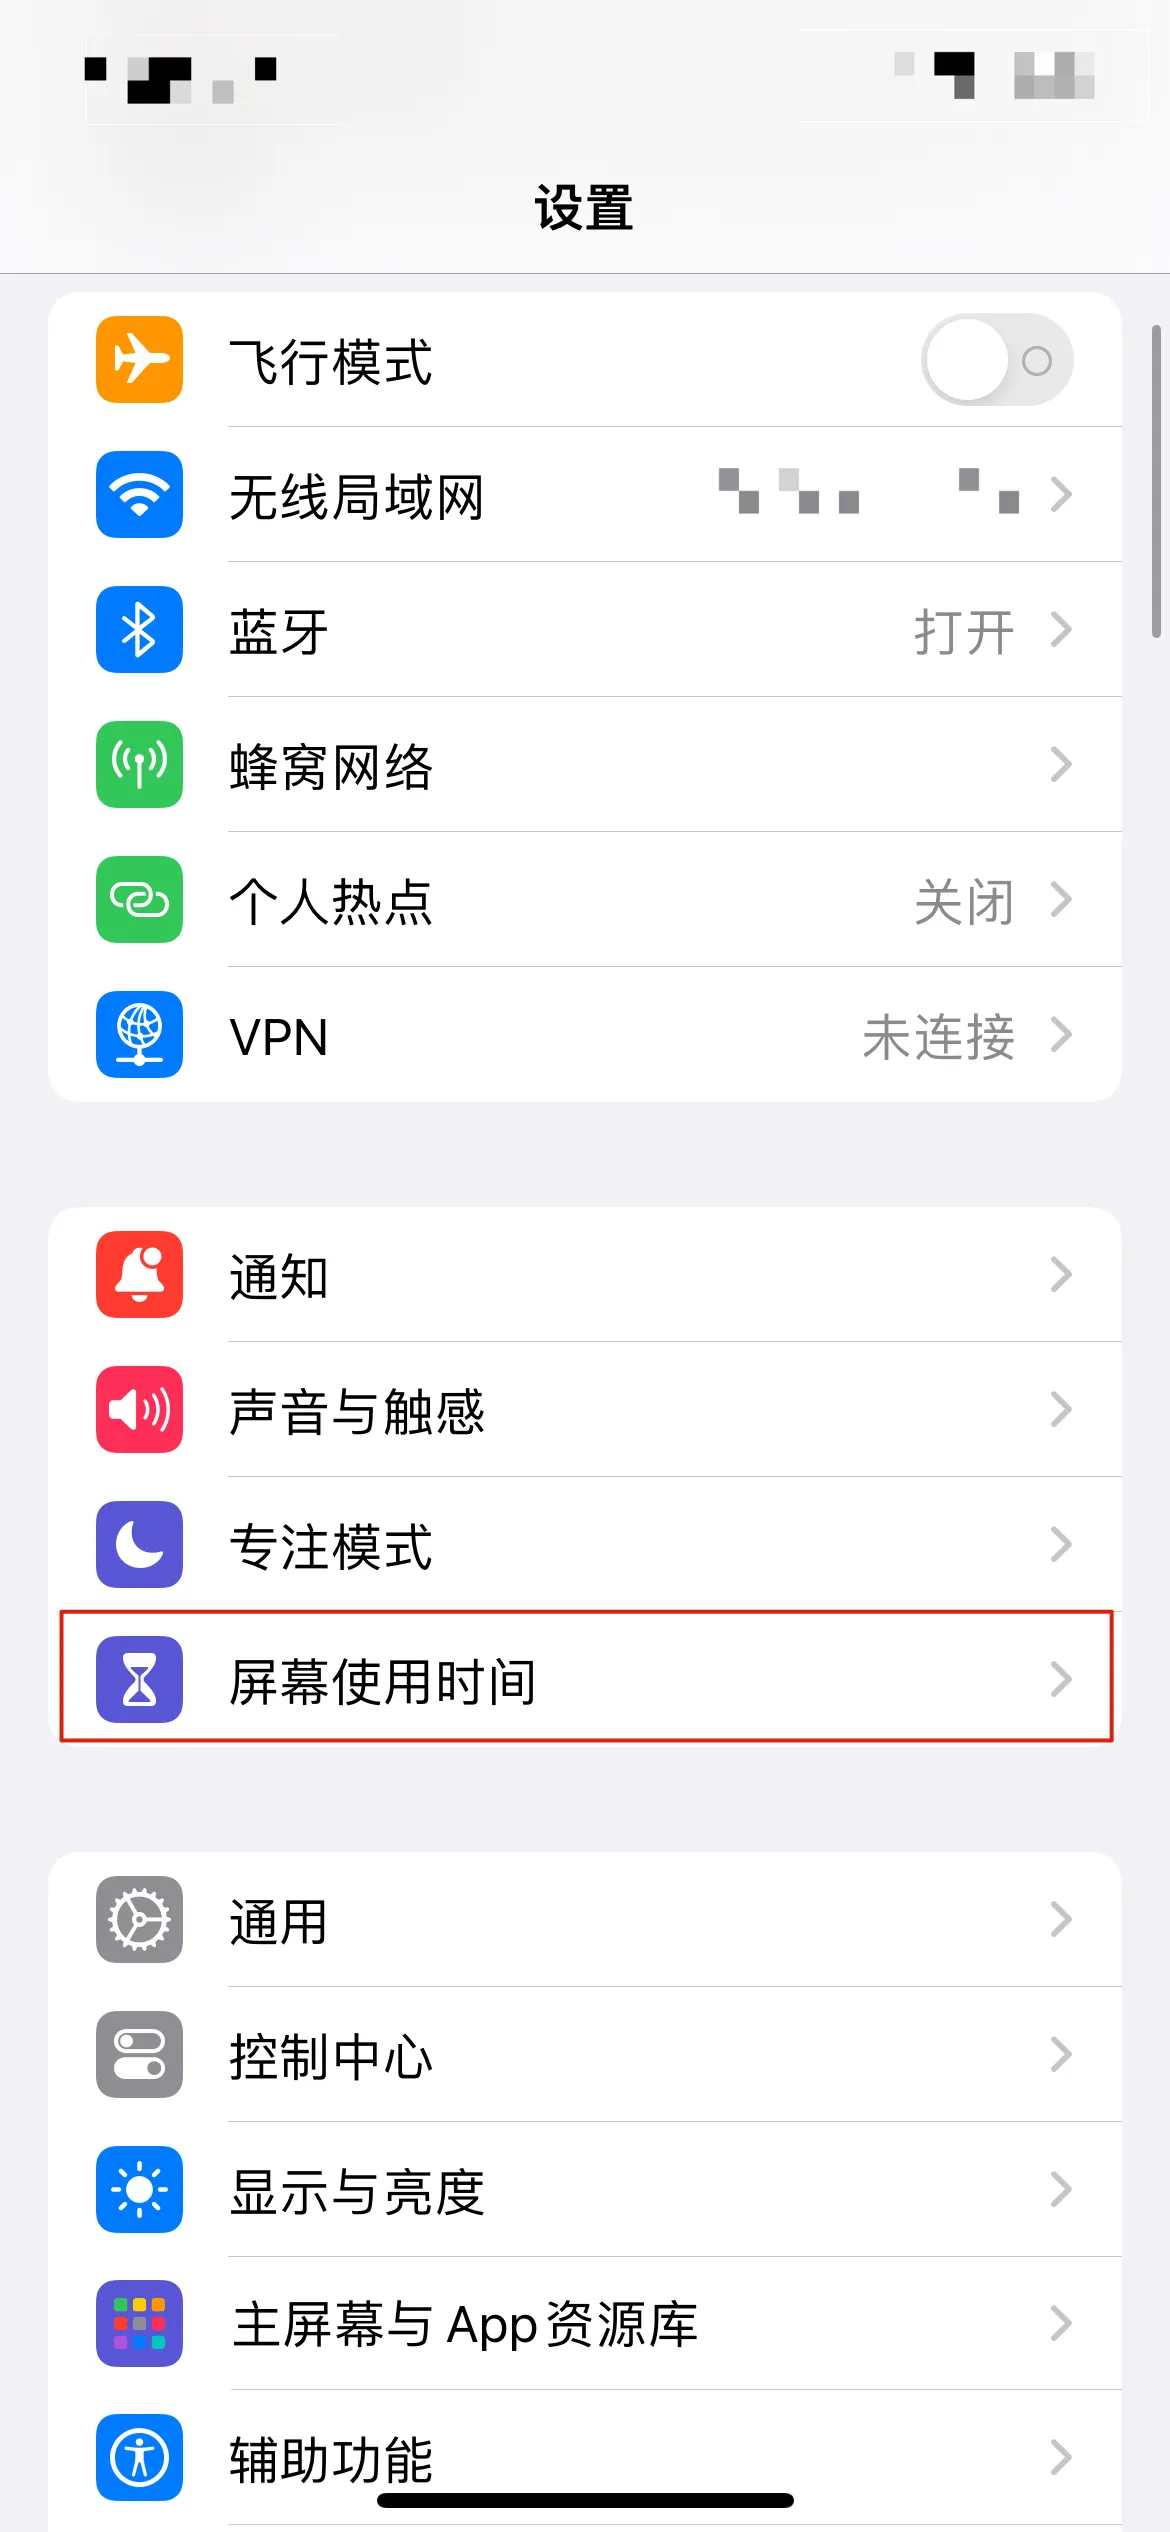 设置
飞行模式
无线局域网
蓝牙 打开
蜂窝网络
个人热点 关闭
VPN 未连接
通知
声音与触感
专注模式
屏幕使用时间
通用
控制中心
显示与亮度
主屏幕与 App 资源库
辅助功能